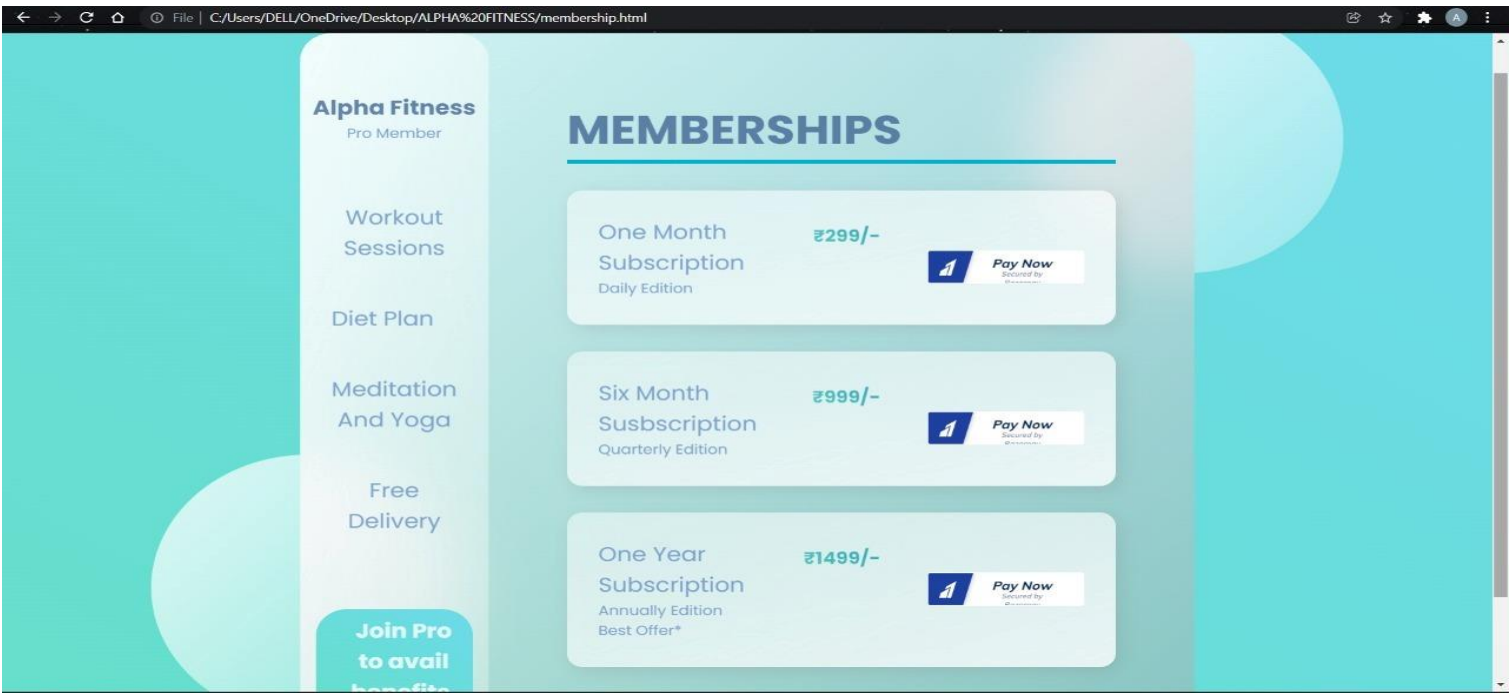 File | C:/Users/DELL/OneDrive/Desktop/ALPHA%20FITNESS/membership.html
A
Alpha Fitness
Pro Member
Workout
Sessions
Diet Plan
Meditation
And Yoga
Free
Delivery
Join Pro
to avail
benefits
MEMBERSHIPS
One Month
Subscription
Daily Edition
₹299/-
Pay Now
Secured by
Six Month
Susbscription
Quarterly Edition
₹999/-
Pay Now
Secured by
One Year
Subscription
Annually Edition
Best Offer*
₹1499/-
Pay Now
Secured by